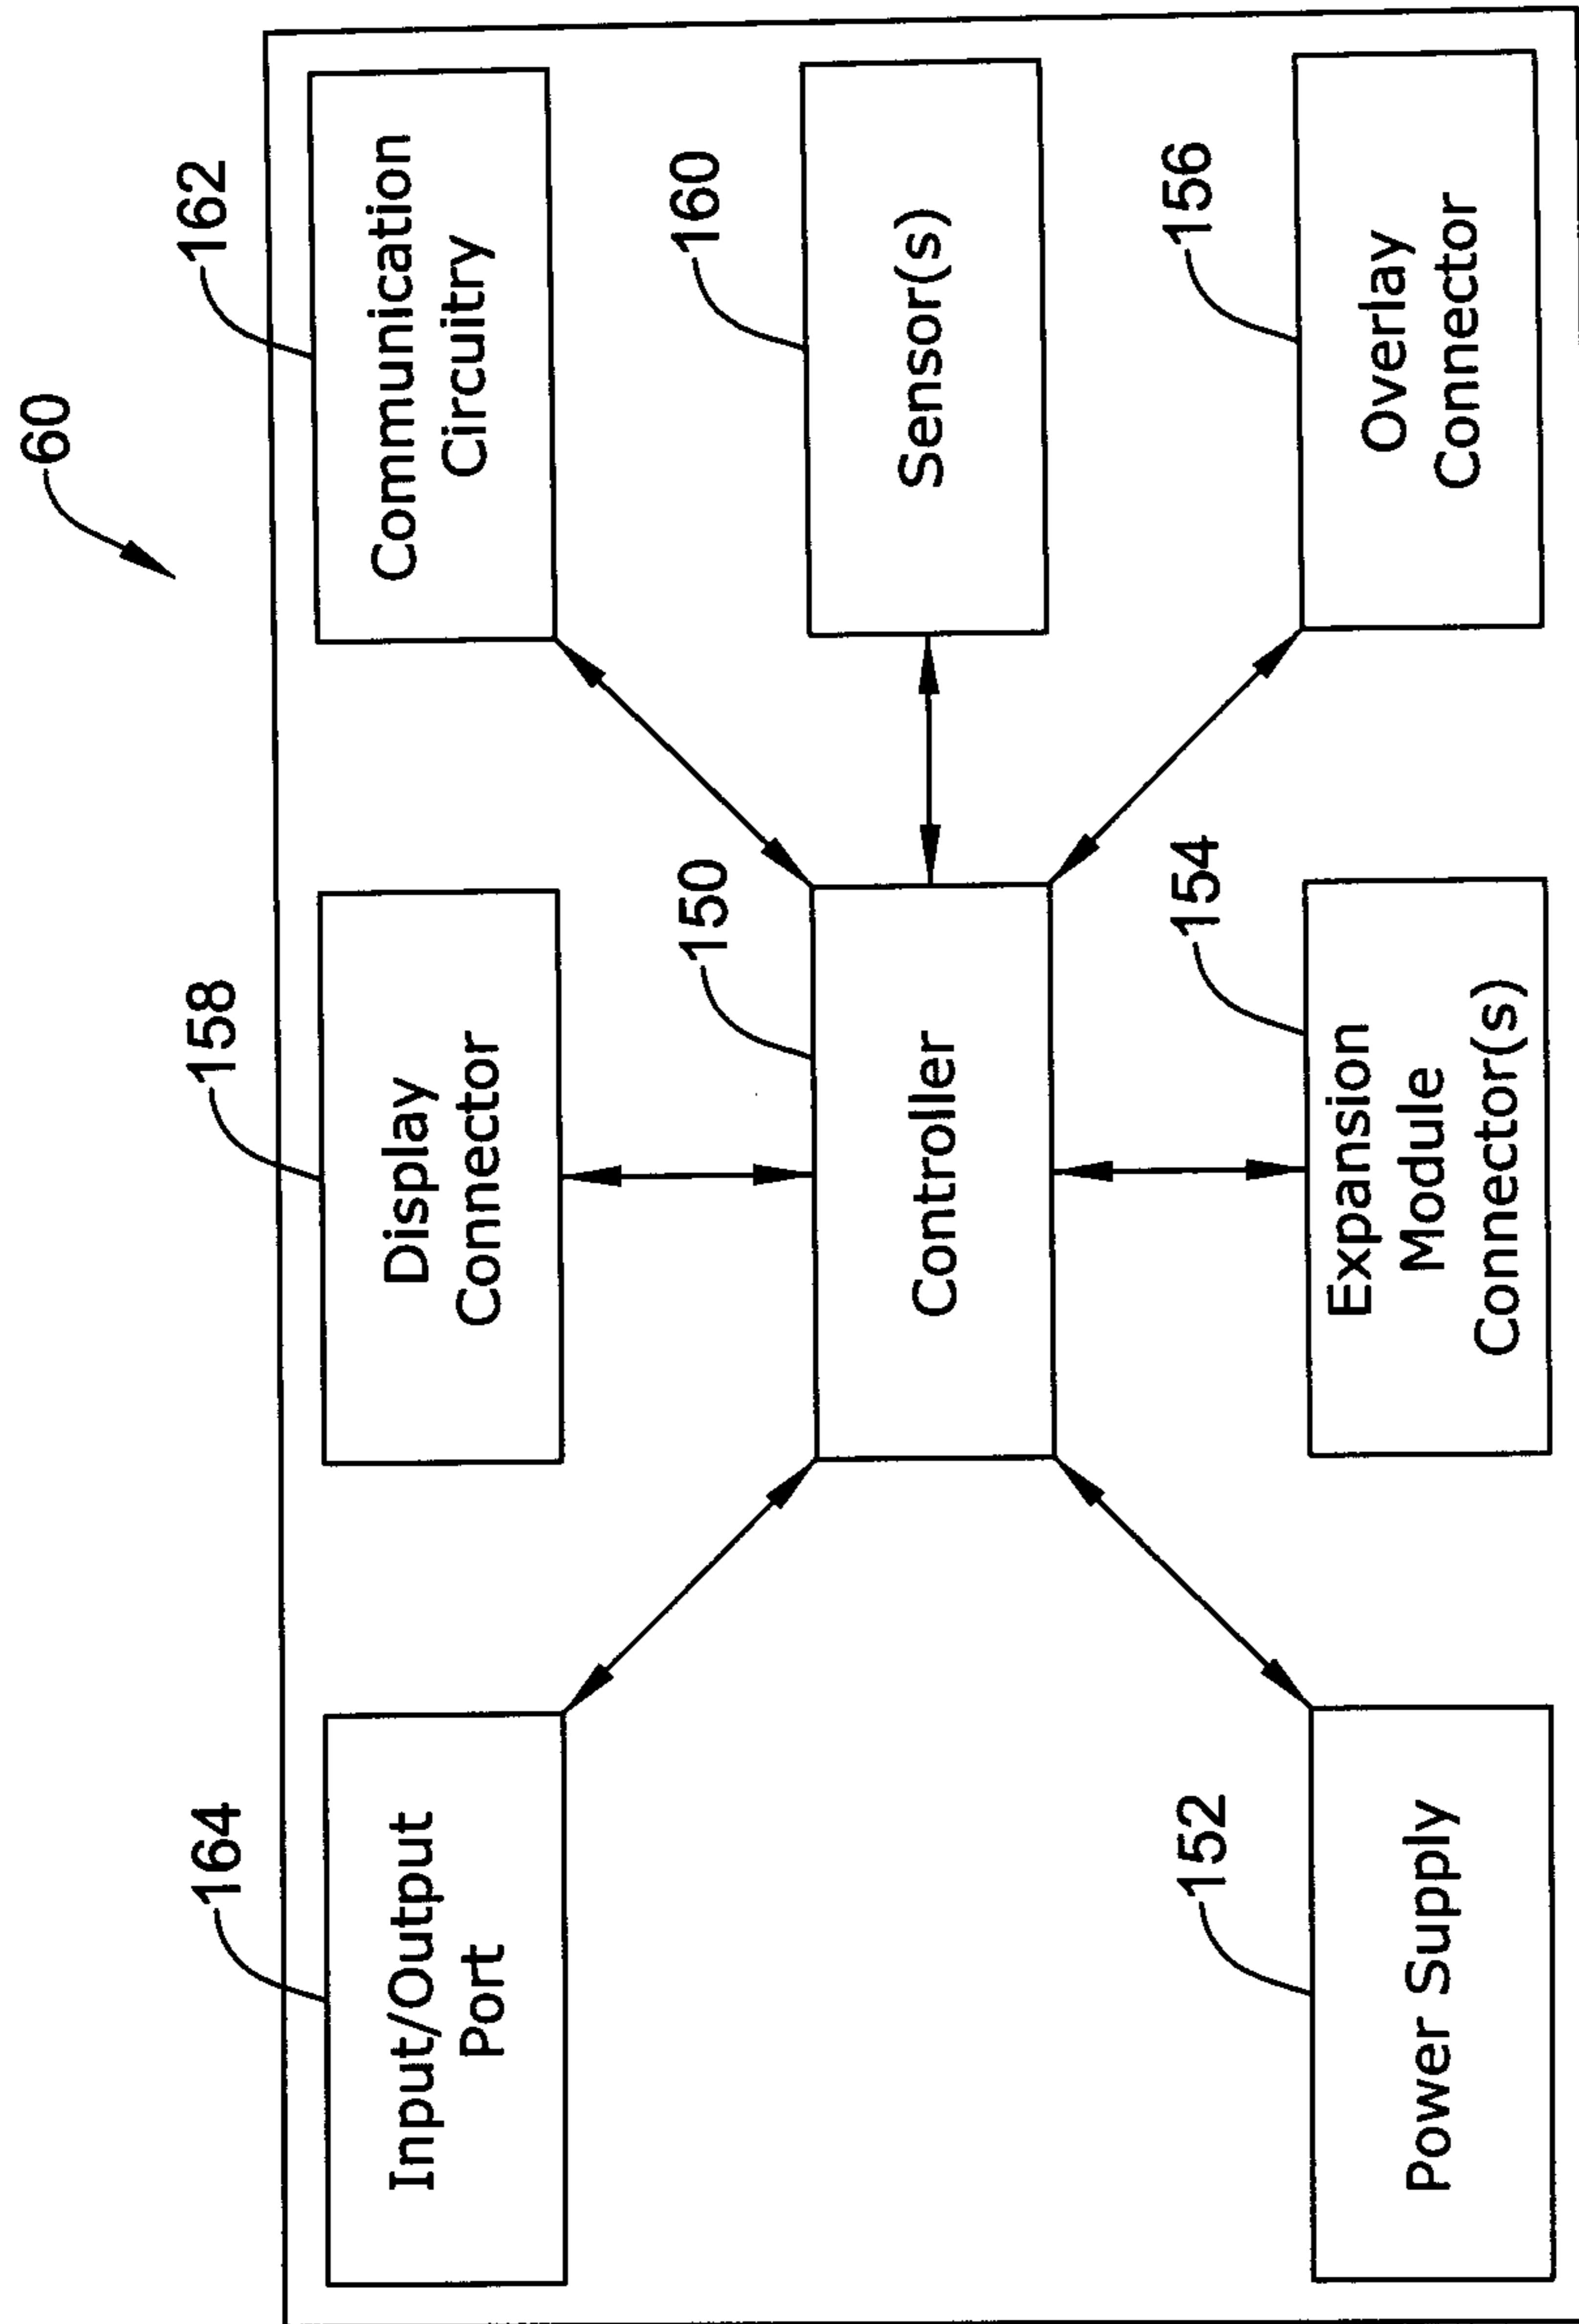 60
164
Input/Output
Port
158
Display
Connector
162
Communication
Circuitry
150
Controller
160
Sensor(s)
152
Power Supply
154
Expansion
Module
Connector(s)
156
Overlay
Connector